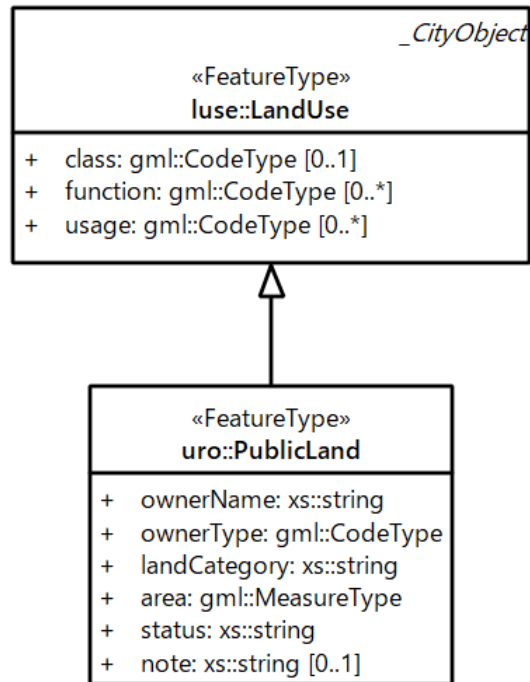 _CityObject
«FeatureType»
luse::LandUse
+ class: gml::CodeType [0..1]
+ function: gml::CodeType [0..*]
+ usage: gml::CodeType [0..*]
«FeatureType»
uro::PublicLand
+ ownerName: xs::string
+ ownerType: gml::CodeType
+ landCategory: xs::string
+ area: gml::MeasureType
+ status: xs::string
+ note: xs::string [0..1]